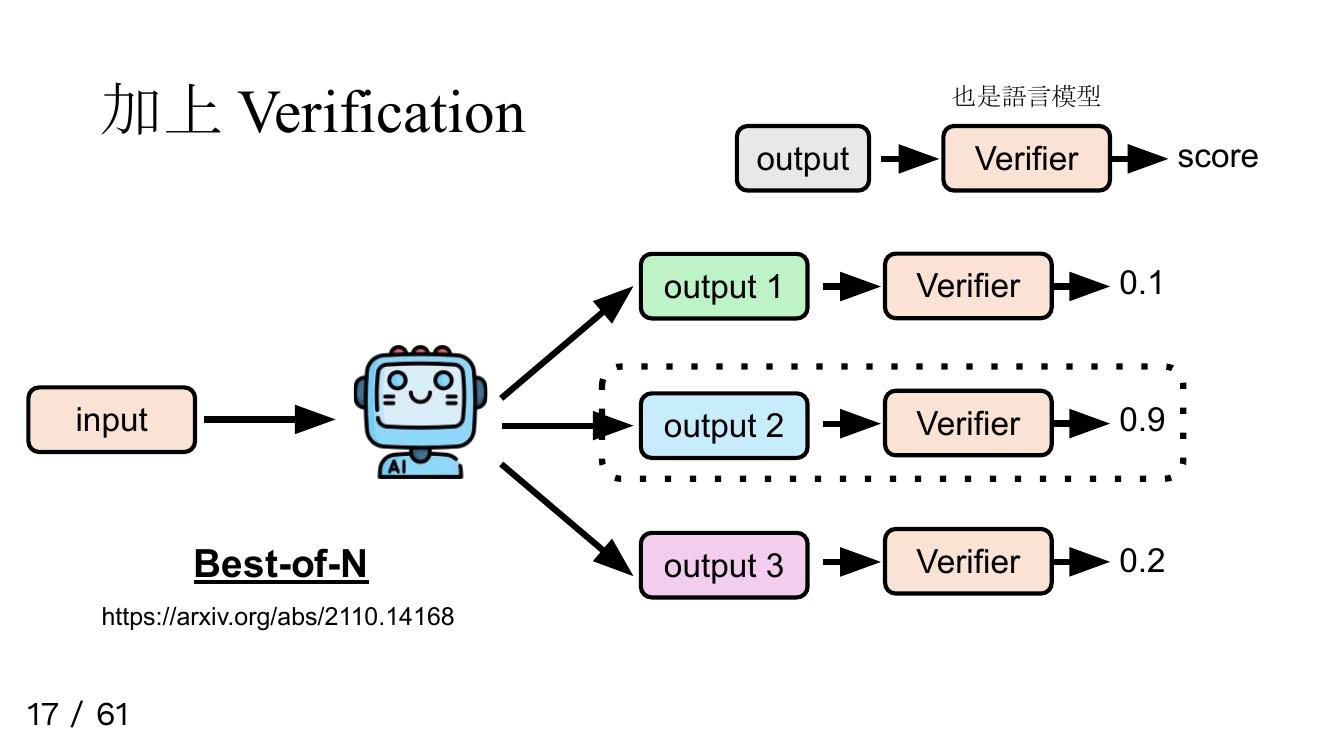 加上 Verification
也是語言模型
output
Verifier
score
output 1
Verifier
0.1
input
AI
output 2
Verifier
0.9
output 3
Verifier
0.2
Best-of-N
https://arxiv.org/abs/2110.14168
17 / 61